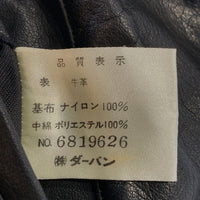 品質表示
表 牛革
基布 ナイロン100%
中綿 ポリエステル100%
NO.6819626
㈱ダーバン